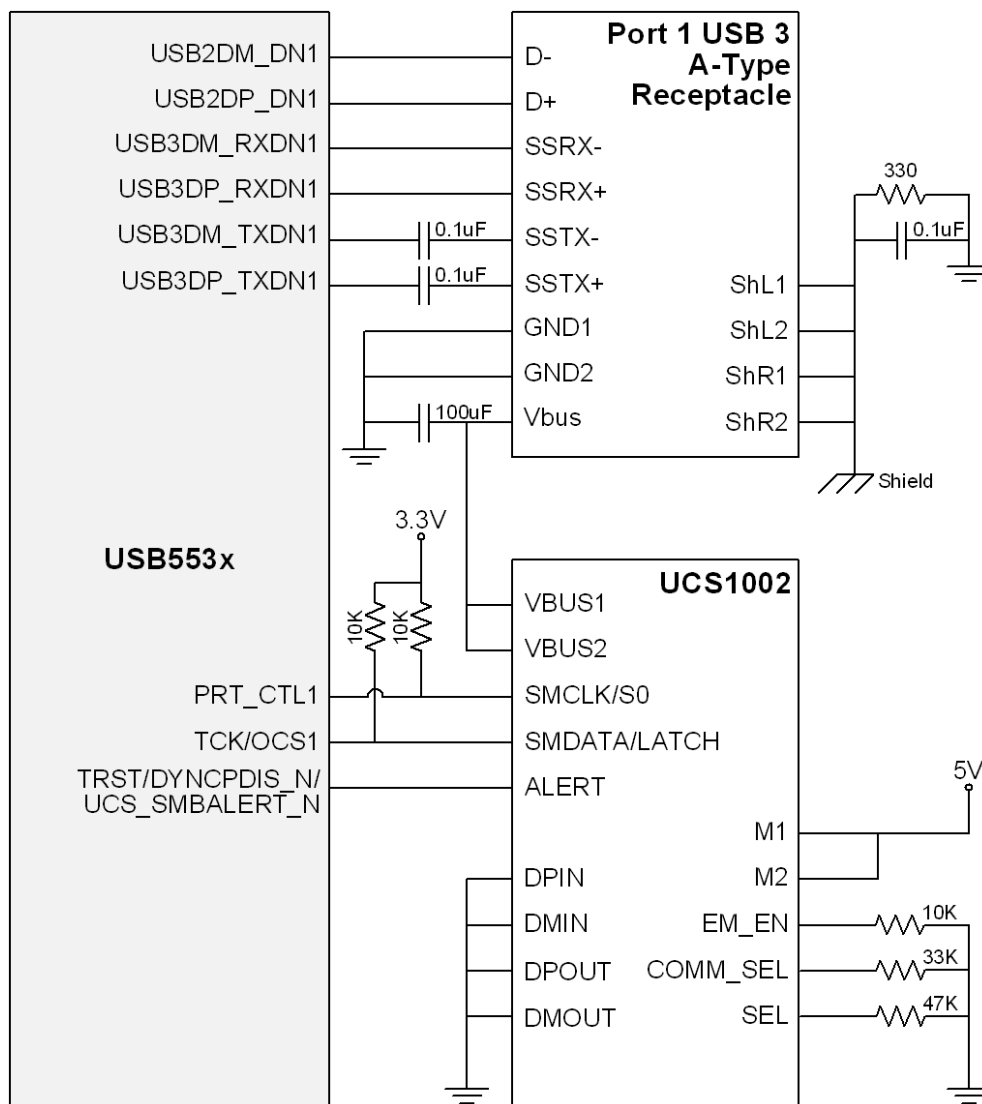 USB2DM_DN1
USB2DP_DN1
USB3DM_RXDN1
USB3DP_RXDN1
USB3DM_TXDN1
USB3DP_TXDN1
USB553x
PRT_CTL1
TCK/OCS1
TRST/DYNCPDIS_N/
UCS_SMBALERT_N
0.1uF
0.1uF
100uF
3.3V
10K
10K
Port 1 USB 3
A-Type
Receptacle
D-
D+
SSRX-
SSRX+
SSTX-
SSTX+
GND1
GND2
Vbus
ShL1
ShL2
ShR1
ShR2
330
0.1uF
Shield
UCS1002
VBUS1
VBUS2
SMCLK/S0
SMDATA/LATCH
ALERT
DPIN
DMIN
DPOUT
DMOUT
M1
M2
EM_EN
COMM_SEL
SEL
5V
10K
33K
47K